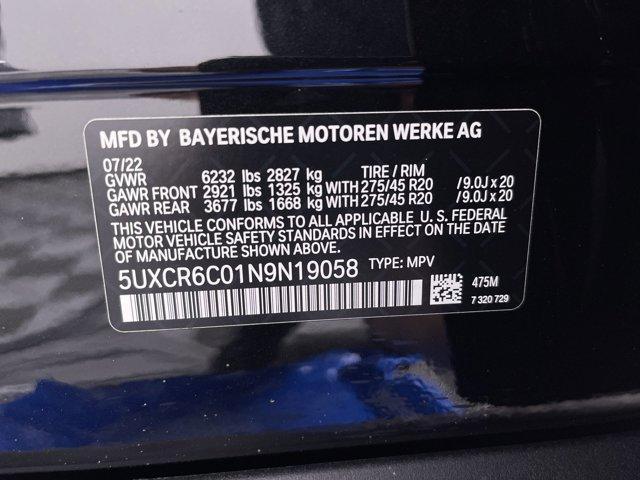 MFD BY BAYERISCHE MOTOREN WERKE AG
07/22
GVWR 6232 lbs 2827 kg TIRE / RIM
GAWR FRONT 2921 lbs 1325 kg WITH 275/45 R20 / 9.0J x 20
GAWR REAR 3677 lbs 1668 kg WITH 275/45 R20 / 9.0J x 20
THIS VEHICLE CONFORMS TO ALL APPLICABLE U. S. FEDERAL
MOTOR VEHICLE SAFETY STANDARDS IN EFFECT ON THE DATE
OF MANUFACTURE SHOWN ABOVE.
5UXCR6C01N9N19058 TYPE: MPV
475M
7 320 729